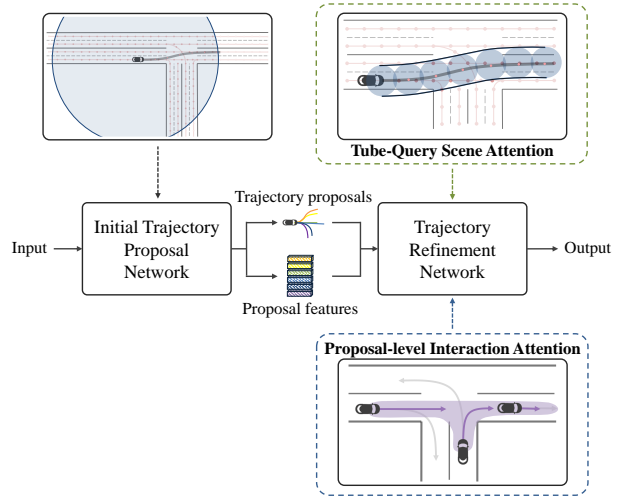 Tube-Query Scene Attention
Trajectory proposals
Input
Initial Trajectory
Proposal
Network
Trajectory
Refinement
Network
Output
Proposal features
Proposal-level Interaction Attention